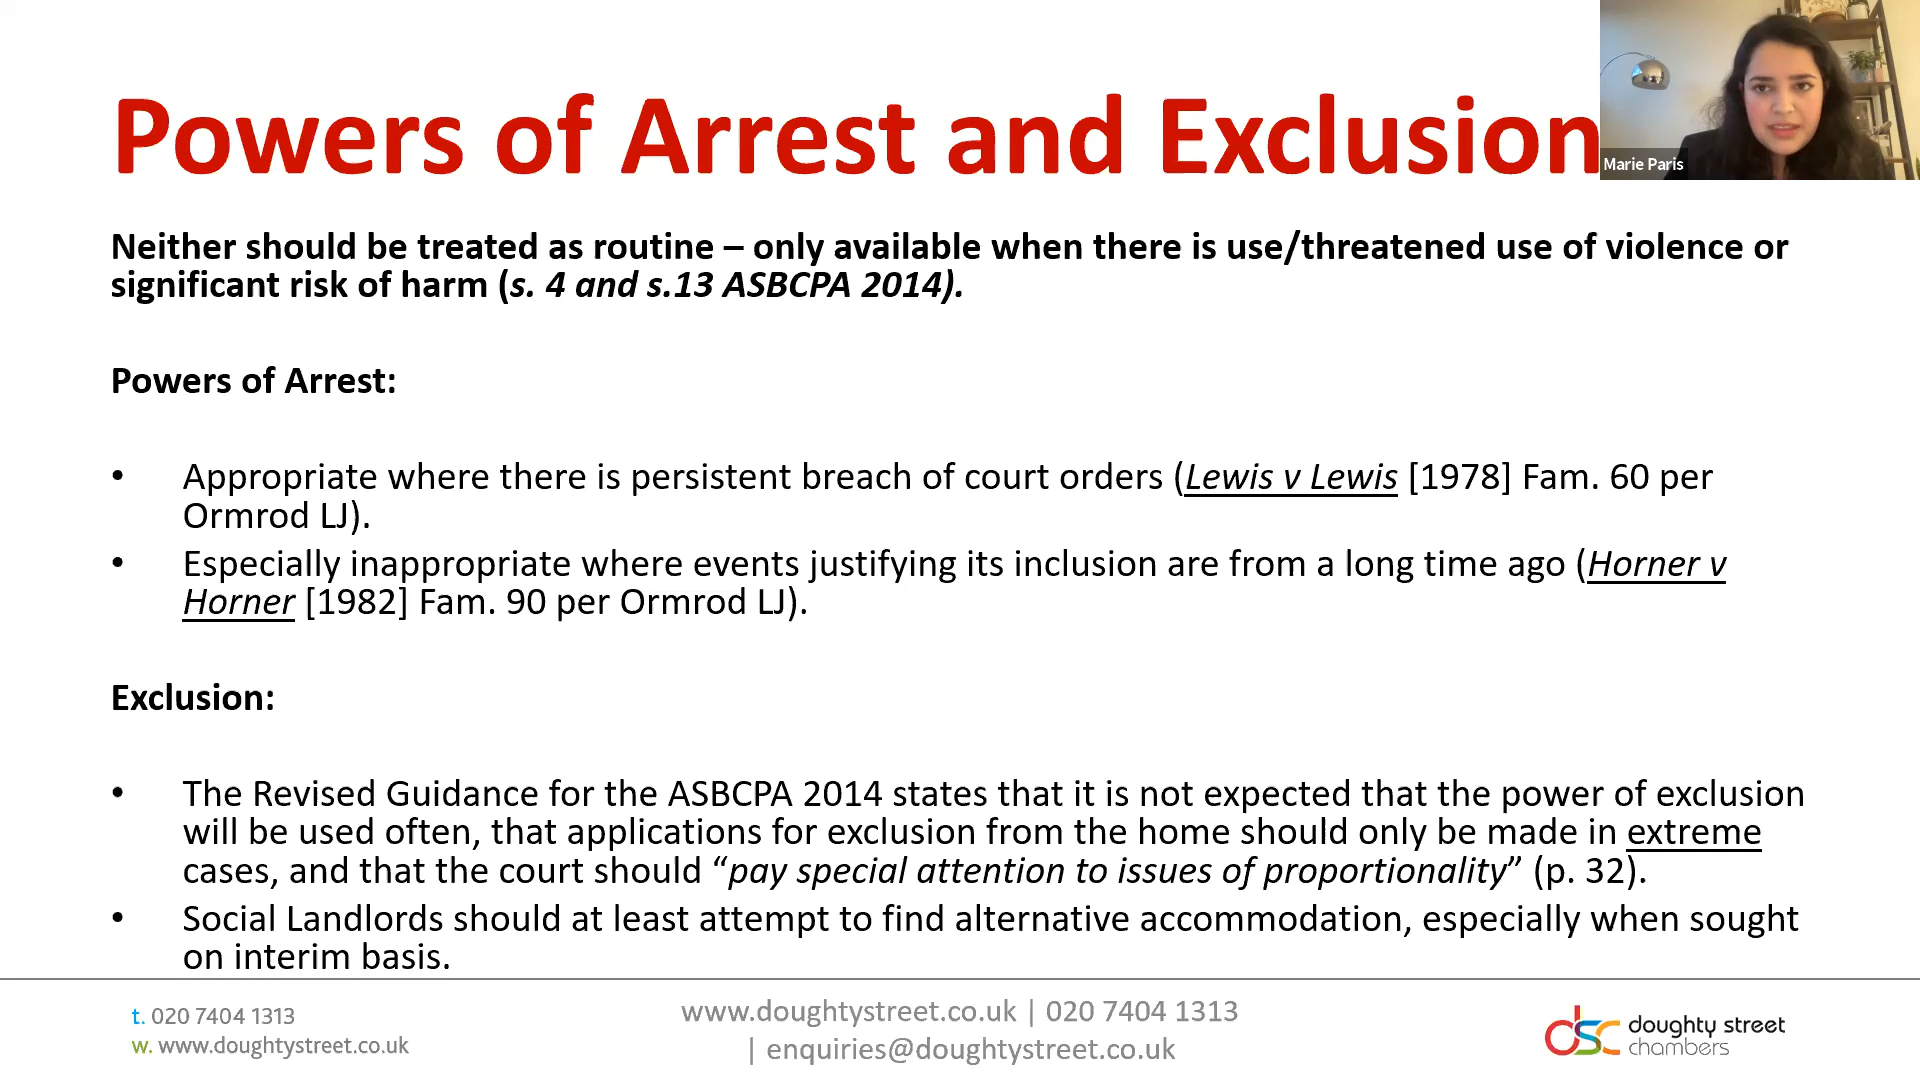 Powers of Arrest and Exclusion
Marie Paris
Neither should be treated as routine – only available when there is use/threatened use of violence or
significant risk of harm (s. 4 and s.13 ASBCPA 2014).
Powers of Arrest:
• Appropriate where there is persistent breach of court orders (Lewis v Lewis [1978] Fam. 60 per
Ormrod LJ).
• Especially inappropriate where events justifying its inclusion are from a long time ago (Horner v
Horner [1982] Fam. 90 per Ormrod LJ).
Exclusion:
• The Revised Guidance for the ASBCPA 2014 states that it is not expected that the power of exclusion
will be used often, that applications for exclusion from the home should only be made in extreme
cases, and that the court should “pay special attention to issues of proportionality” (p. 32).
• Social Landlords should at least attempt to find alternative accommodation, especially when sought
on interim basis.
t. 020 7404 1313
w. www.doughtystreet.co.uk
www.doughtystreet.co.uk | 020 7404 1313
| enquiries@doughtystreet.co.uk
dsc doughty street
chambers